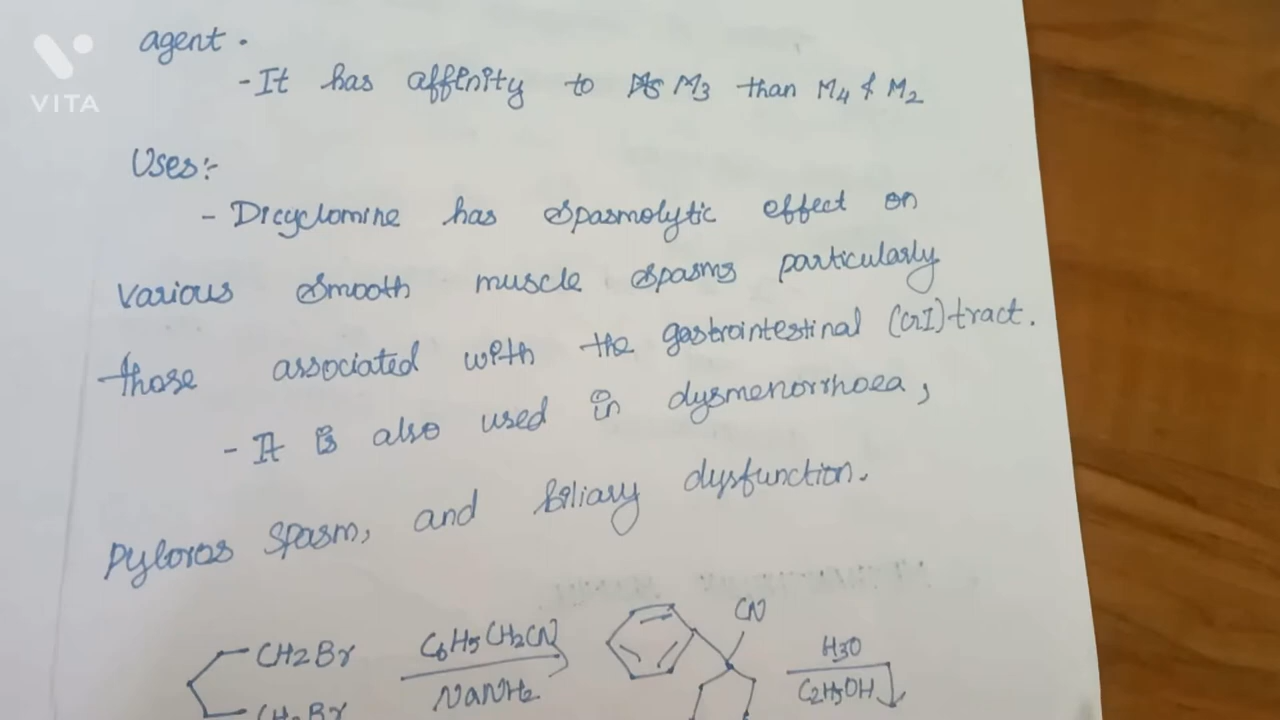 VITA
agent.
- It has affinity to M3 than M4 & M2
Uses:-
- Dicyclomine has spasmolytic effect on
various smooth muscle spasms particularly
those associated with the gastrointestinal (GI) tract.
- It is also used in dysmenorrhoea,
pyloros spasm, and biliary dysfunction.
CN
CH2Br C6H5CH2CN H3O
NaNH2 C2H5OH
CH2Br